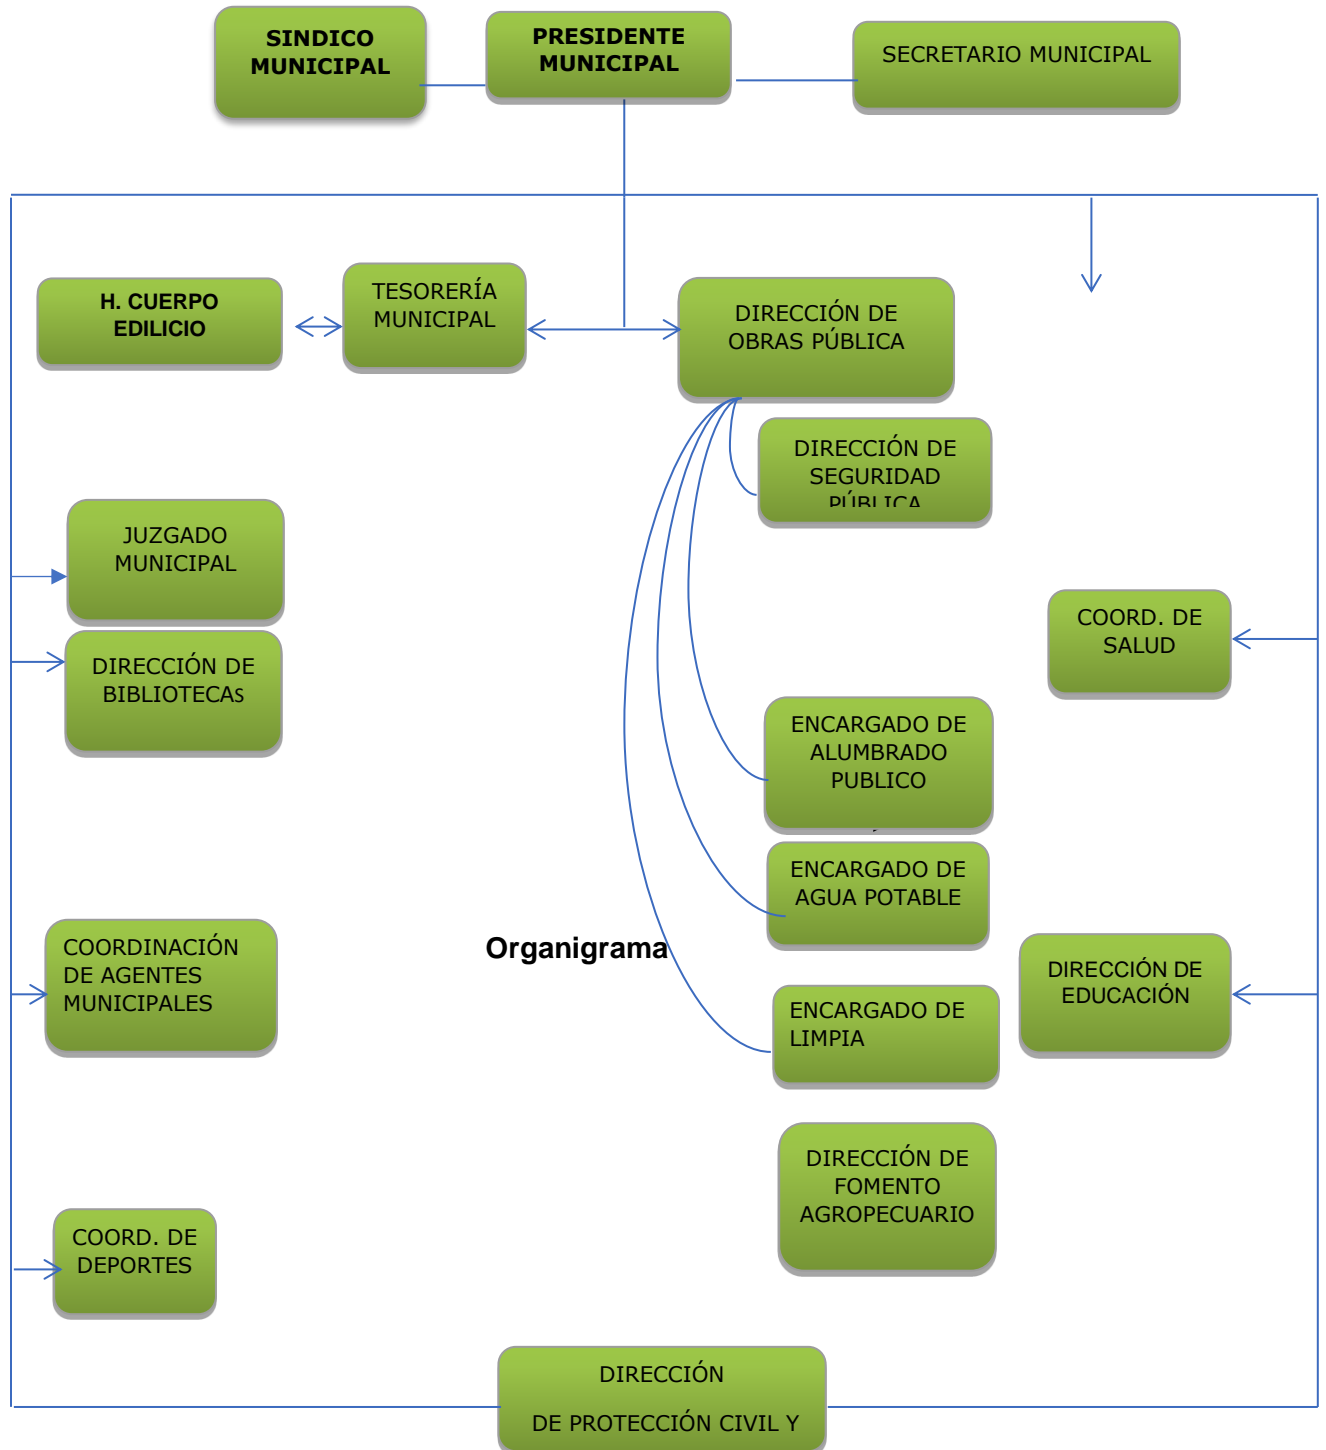 SINDICO
MUNICIPAL
PRESIDENTE
MUNICIPAL
SECRETARIO MUNICIPAL
H. CUERPO
EDILICIO
TESORERÍA
MUNICIPAL
DIRECCIÓN DE
OBRAS PÚBLICA
DIRECCIÓN DE
SEGURIDAD
PÚBLICA
JUZGADO
MUNICIPAL
COORD. DE
SALUD
DIRECCIÓN DE
BIBLIOTECAS
ENCARGADO DE
ALUMBRADO
PUBLICO
ENCARGADO DE
AGUA POTABLE
Organigrama
COORDINACIÓN
DE AGENTES
MUNICIPALES
DIRECCIÓN DE
EDUCACIÓN
ENCARGADO DE
LIMPIA
DIRECCIÓN DE
FOMENTO
AGROPECUARIO
COORD. DE
DEPORTES
DIRECCIÓN
DE PROTECCIÓN CIVIL Y